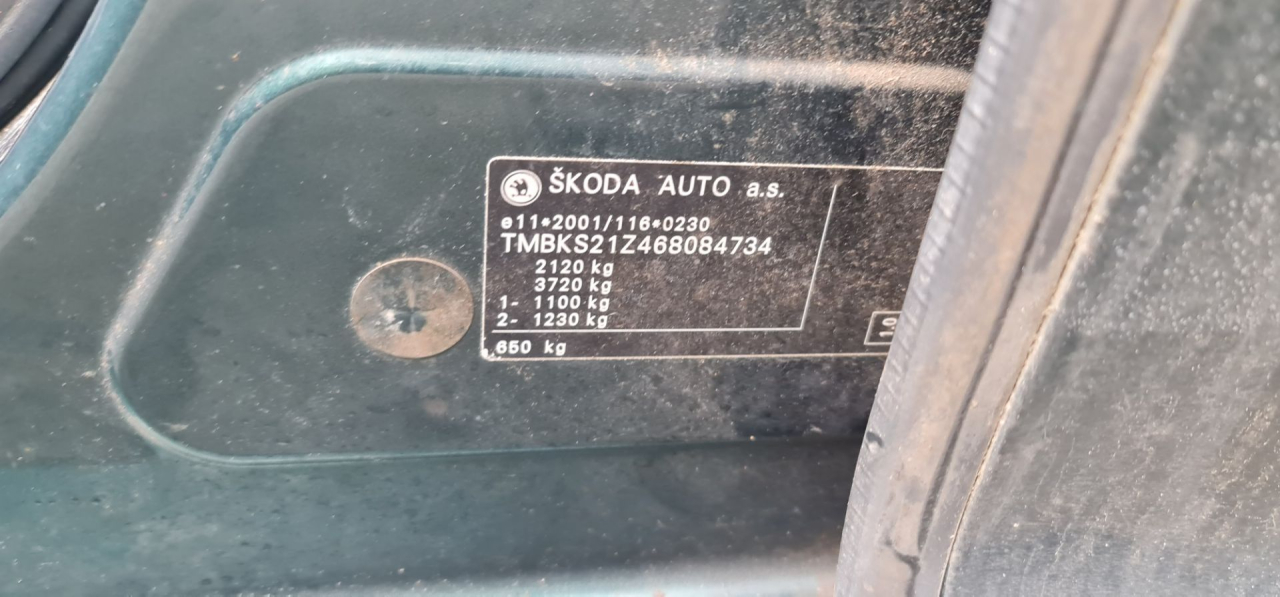 ŠKODA AUTO a.s.
e11*2001/116*0230
TMBKS21Z468084734
2120 kg
3720 kg
1- 1100 kg
2- 1230 kg
650 kg